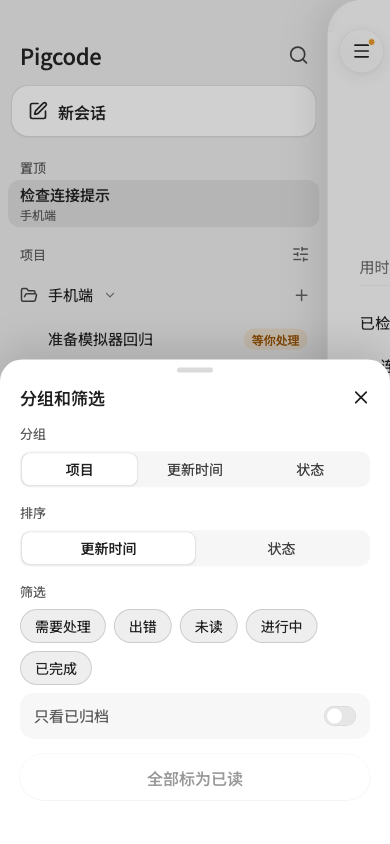 Pigcode
新会话
置顶
检查连接提示
手机端
项目
用时
手机端
已检
准备模拟器回归
等你处理
分组和筛选
分组
项目 更新时间 状态
排序
更新时间 状态
筛选
需要处理 出错 未读 进行中
已完成
只看已归档
全部标为已读